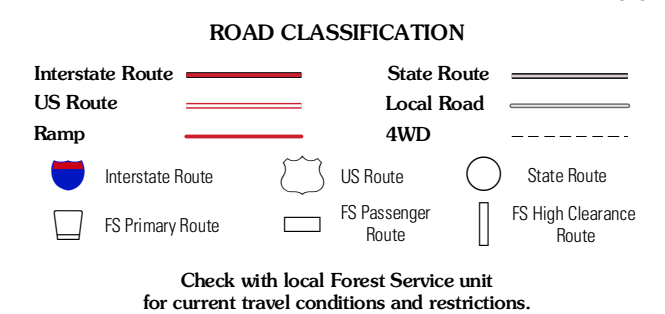 ROAD CLASSIFICATION
Interstate Route
State Route
US Route
Local Road
Ramp
4WD
Interstate Route
US Route
State Route
FS Primary Route
FS Passenger
Route
FS High Clearance
Route
Check with local Forest Service unit
for current travel conditions and restrictions.